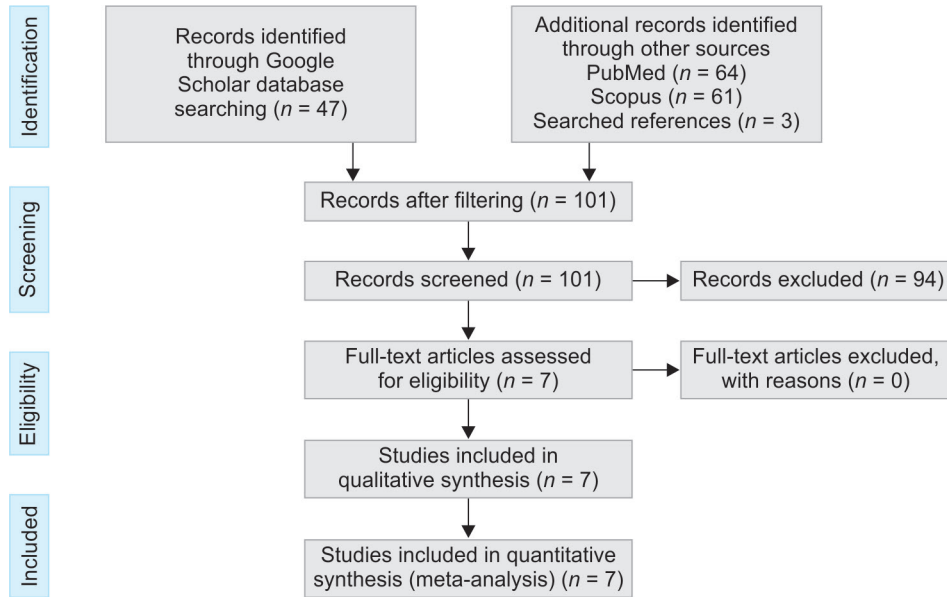 Identification
Records identified
through Google
Scholar database
searching (n = 47)
Additional records identified
through other sources
PubMed (n = 64)
Scopus (n = 61)
Searched references (n = 3)
Screening
Records after filtering (n = 101)
Records screened (n = 101)
Records excluded (n = 94)
Eligibility
Full-text articles assessed
for eligibility (n = 7)
Full-text articles excluded,
with reasons (n = 0)
Studies included in
qualitative synthesis (n = 7)
Included
Studies included in quantitative
synthesis (meta-analysis) (n = 7)